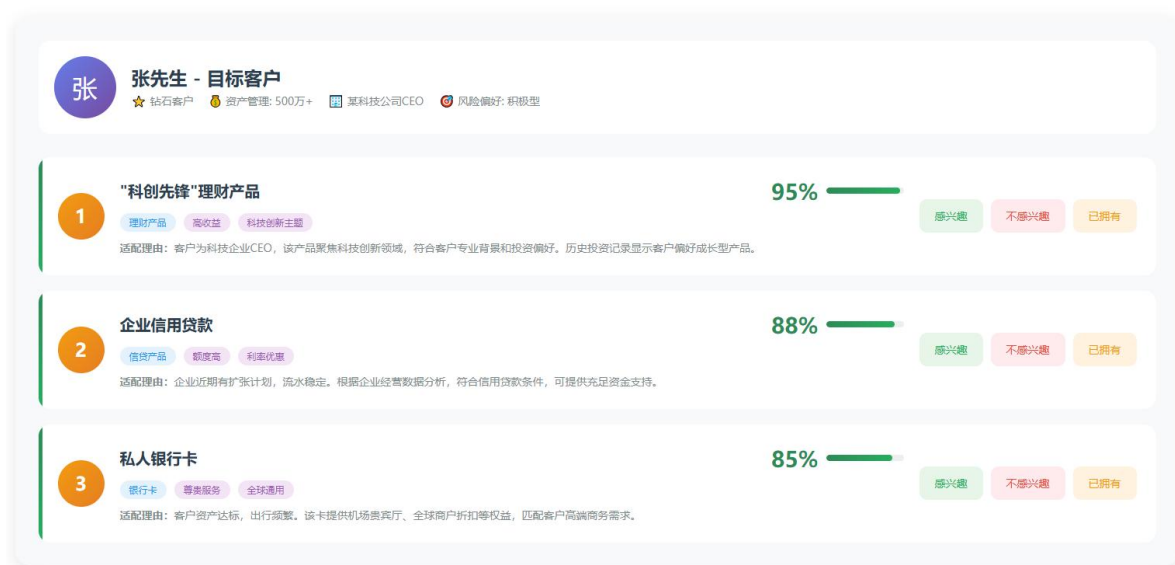 张
张先生 - 目标客户
钻石客户 资产管理: 500万+ 某科技公司CEO 风险偏好: 积极型
1
"科创先锋"理财产品
95%
理财产品 高收益 科技创新主题
感兴趣 不感兴趣 已拥有
适配理由：客户为科技企业CEO，该产品聚焦科技创新领域，符合客户专业背景和投资偏好。历史投资记录显示客户偏好成长型产品。
2
企业信用贷款
88%
信贷产品 额度高 利率优惠
感兴趣 不感兴趣 已拥有
适配理由：企业近期有扩张计划，流水稳定。根据企业经营数据分析，符合信用贷款条件，可提供充足资金支持。
3
私人银行卡
85%
银行卡 尊贵服务 全球通用
感兴趣 不感兴趣 已拥有
适配理由：客户资产达标，出行频繁。该卡提供机场贵宾厅、全球商户折扣等权益，匹配客户高端商务需求。